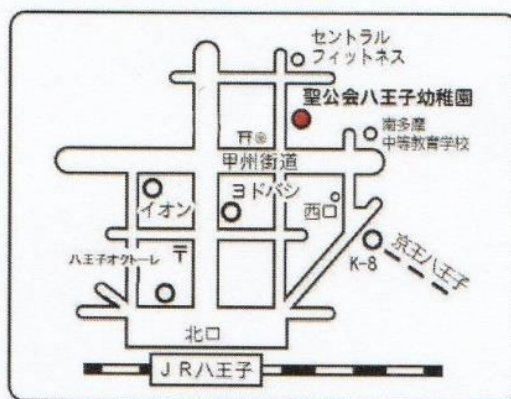 セントラル
フィットネス
聖公会八王子幼稚園
南多摩
中等教育学校
甲州街道
ヨドバシ
イオン
西口
八王子オクトーレ
〒
K-8
京王八王子
北口
JR八王子